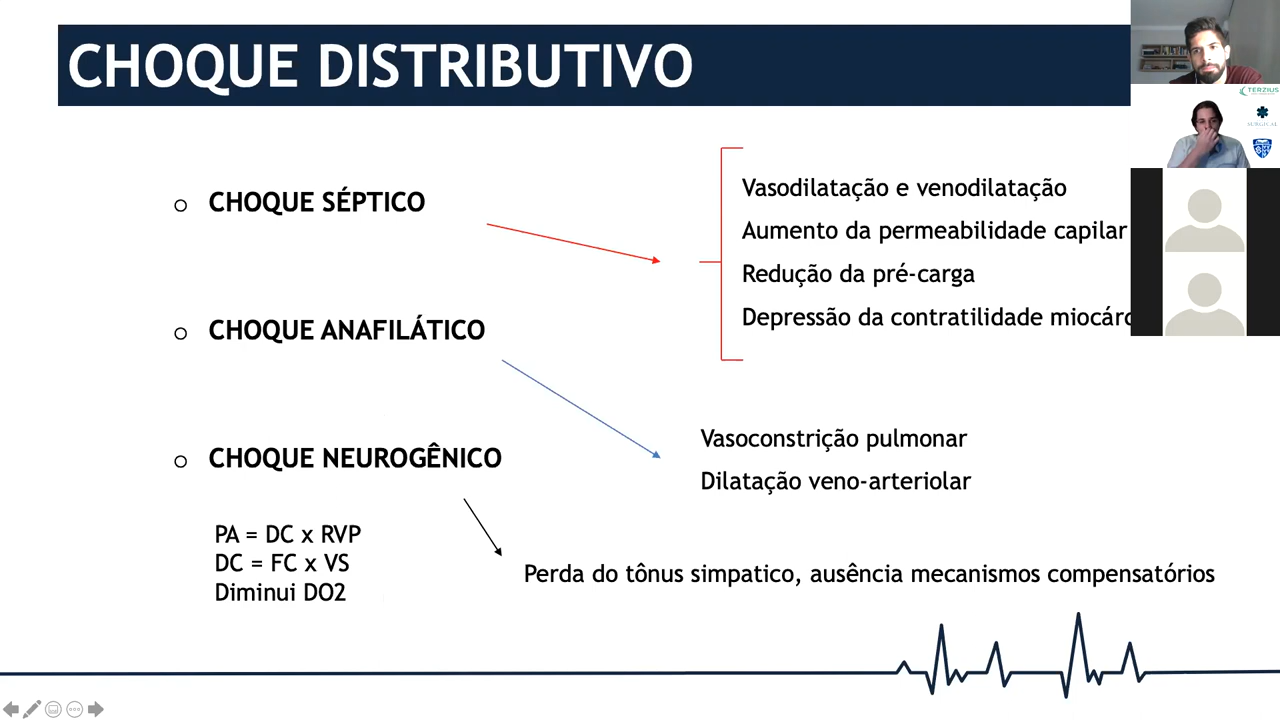 CHOQUE DISTRIBUTIVO
TERZIUS
CHOQUE SÉPTICO
Vasodilatação e venodilatação
Aumento da permeabilidade capilar
Redução da pré-carga
Depressão da contratilidade
CHOQUE ANAFILÁTICO
Vasoconstrição pulmonar
Dilatação veno-arteriolar
CHOQUE NEUROGÊNICO
PA = DC x RVP
DC = FC x VS
Diminui DO2
Perda do tônus simpatico, ausência mecanismos compensatórios